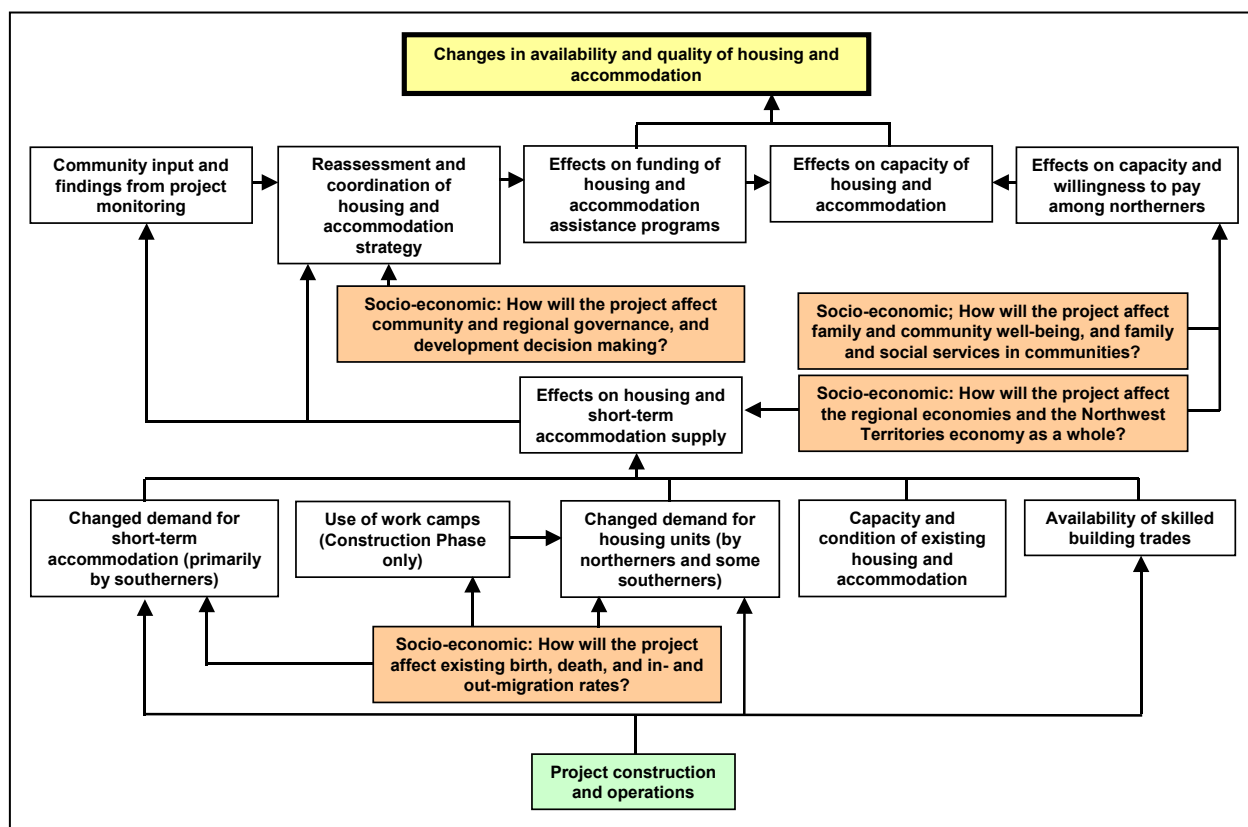 Changes in availability and quality of housing and
accommodation
Community input and
findings from project
monitoring
Reassessment and
coordination of
housing and
accommodation
strategy
Effects on funding of
housing and
accommodation
assistance programs
Effects on capacity of
housing and
accommodation
Effects on capacity and
willingness to pay
among northerners
Socio-economic: How will the project affect
community and regional governance, and
development decision making?
Socio-economic; How will the project affect
family and community well-being, and family
and social services in communities?
Effects on housing and
short-term
accommodation supply
Socio-economic: How will the project affect
the regional economies and the Northwest
Territories economy as a whole?
Changed demand for
short-term
accommodation (primarily
by southerners)
Use of work camps
(Construction Phase
only)
Changed demand for
housing units (by
northerners and some
southerners)
Capacity and
condition of existing
housing and
accommodation
Availability of skilled
building trades
Socio-economic: How will the project
affect existing birth, death, and in- and
out-migration rates?
Project construction
and operations